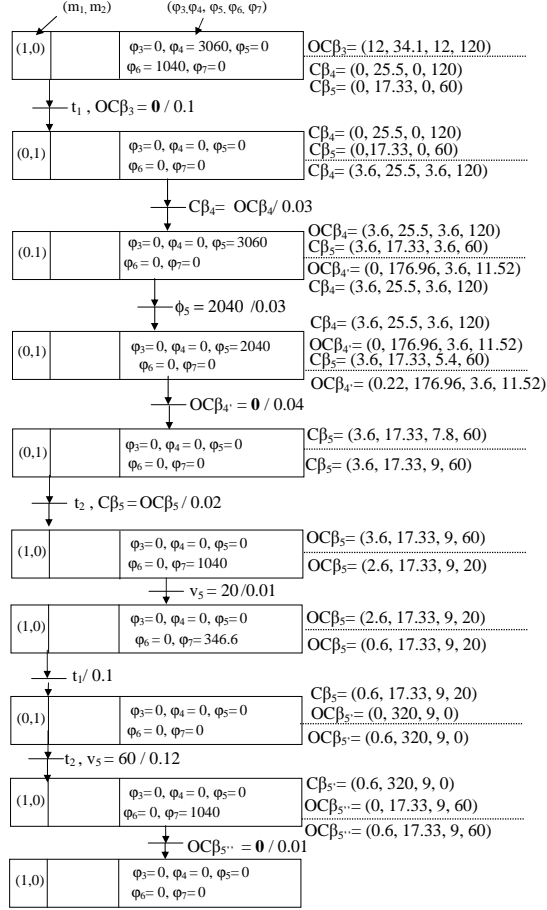 (m₁, m₂)
(φ₃,φ₄, φ₅, φ₆, φ₇)
(1,0)
φ₃= 0, φ₄ = 3060, φ₅= 0
φ₆ = 1040, φ₇= 0
OCβ₃= (12, 34.1, 12, 120)
Cβ₄= (0, 25.5, 0, 120)
Cβ₅= (0, 17.33, 0, 60)
t₁ , OCβ₃ = 0 / 0.1
(0,1)
φ₃= 0, φ₄ = 0, φ₅= 0
φ₆ = 0, φ₇= 0
Cβ₄= (0, 25.5, 0, 120)
Cβ₅= (0,17.33, 0, 60)
Cβ₄= (3.6, 25.5, 3.6, 120)
Cβ₄= OCβ₄/ 0.03
(0.1)
φ₃= 0, φ₄ = 0, φ₅= 3060
φ₆ = 0, φ₇= 0
OCβ₄= (3.6, 25.5, 3.6, 120)
Cβ₅= (3.6, 17.33, 3.6, 60)
OCβ₄'= (0, 176.96, 3.6, 11.52)
Cβ₄= (3.6, 25.5, 3.6, 120)
ϕ₅ = 2040 /0.03
(0,1)
φ₃= 0, φ₄ = 0, φ₅= 2040
φ₆ = 0, φ₇= 0
Cβ₄= (3.6, 25.5, 3.6, 120)
OCβ₄'= (0, 176.96, 3.6, 11.52)
Cβ₅= (3.6, 17.33, 5.4, 60)
OCβ₄'= (0.22, 176.96, 3.6, 11.52)
OCβ₄' = 0 / 0.04
(0,1)
φ₃= 0, φ₄ = 0, φ₅= 0
φ₆ = 0, φ₇= 0
Cβ₅= (3.6, 17.33, 7.8, 60)
Cβ₅= (3.6, 17.33, 9, 60)
t₂ , Cβ₅ = OCβ₅ / 0.02
(1,0)
φ₃= 0, φ₄ = 0, φ₅= 0
φ₆ = 0, φ₇= 1040
OCβ₅= (3.6, 17.33, 9, 60)
OCβ₅= (2.6, 17.33, 9, 20)
v₅ = 20/0.01
(1,0)
φ₃= 0, φ₄ = 0, φ₅= 0
φ₆ = 0, φ₇= 346.6
OCβ₅= (2.6, 17.33, 9, 20)
OCβ₅= (0.6, 17.33, 9, 20)
t₁/ 0.1
(0,1)
φ₃= 0, φ₄ = 0, φ₅= 0
φ₆ = 0, φ₇= 0
Cβ₅= (0.6, 17.33, 9, 20)
OCβ₅'= (0, 320, 9, 0)
OCβ₅'= (0.6, 320, 9, 0)
t₂, v₅ = 60 / 0.12
(1,0)
φ₃= 0, φ₄ = 0, φ₅= 0
φ₆ = 0, φ₇= 1040
Cβ₅'= (0.6, 320, 9, 0)
OCβ₅''= (0, 17.33, 9, 60)
OCβ₅''= (0.6, 17.33, 9, 60)
OCβ₅'' = 0 / 0.01
(1,0)
φ₃= 0, φ₄ = 0, φ₅= 0
φ₆ = 0, φ₇= 0